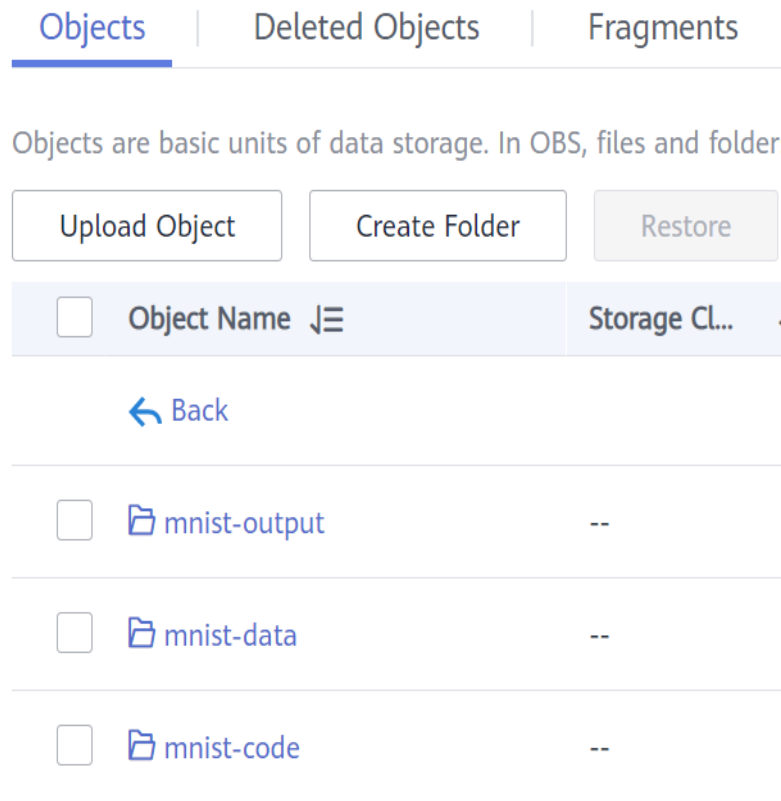 Objects Deleted Objects Fragments
Objects are basic units of data storage. In OBS, files and folder
Upload Object Create Folder Restore
Object Name Storage Cl...
Back
mnist-output --
mnist-data --
mnist-code --